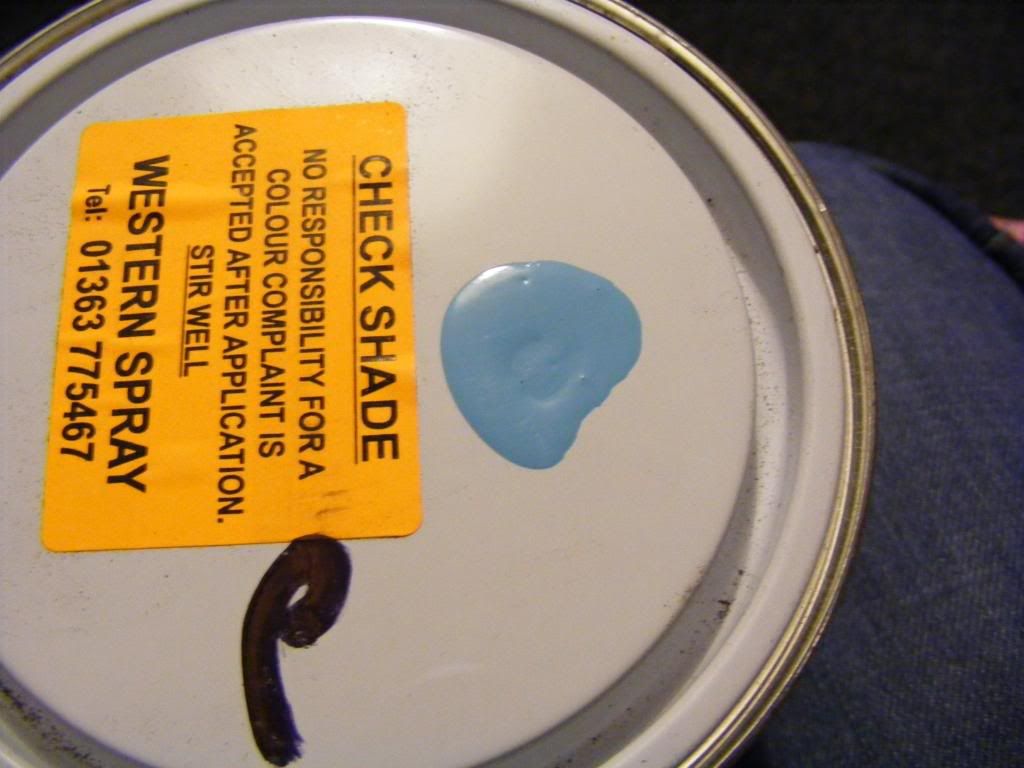 CHECK SHADE
NO RESPONSIBILITY FOR A
COLOUR COMPLAINT IS
ACCEPTED AFTER APPLICATION.
STIR WELL
WESTERN SPRAY
Tel: 01363 775467